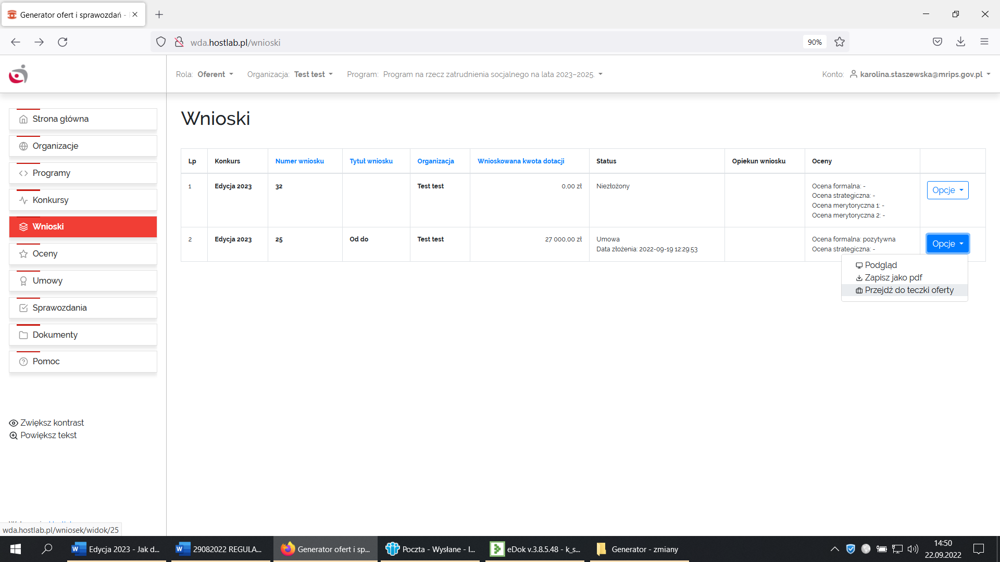 Generator ofert i sprawozdań -
wda.hostlab.pl/wnioski
90%
Rola: Oferent
Organizacja: Test test
Program: Program na rzecz zatrudnienia socjalnego na lata 2023–2025.
Konto: karolina.staszewska@mrips.gov.pl
Strona główna
Organizacje
Programy
Konkursy
Wnioski
Oceny
Umowy
Sprawozdania
Dokumenty
Pomoc
Zwiększ kontrast
Powiększ tekst
Wnioski
Lp Konkurs Numer wniosku Tytuł wniosku Organizacja Wnioskowana kwota dotacji Status Opiekun wniosku Oceny
1 Edycja 2023 32 Test test 0,00 zł Niezłożony Ocena formalna: - Opcje
Ocena strategiczna: -
Ocena merytoryczna 1: -
Ocena merytoryczna 2: -
2 Edycja 2023 25 Od do Test test 27 000,00 zł Umowa Ocena formalna: pozytywna Opcje
Data złożenia: 2022-09-19 12:29:53 Ocena strategiczna: -
Podgląd
Zapisz jako pdf
Przejdź do teczki oferty
wda.hostlab.pl/wniosek/widok/25
Edycja 2023 - Jak d...
29082022 REGULA...
Generator ofert i sp...
Poczta - Wysłane - I...
eDok v.3.8.5.48 - k_s...
Generator - zmiany
14:50
22.09.2022